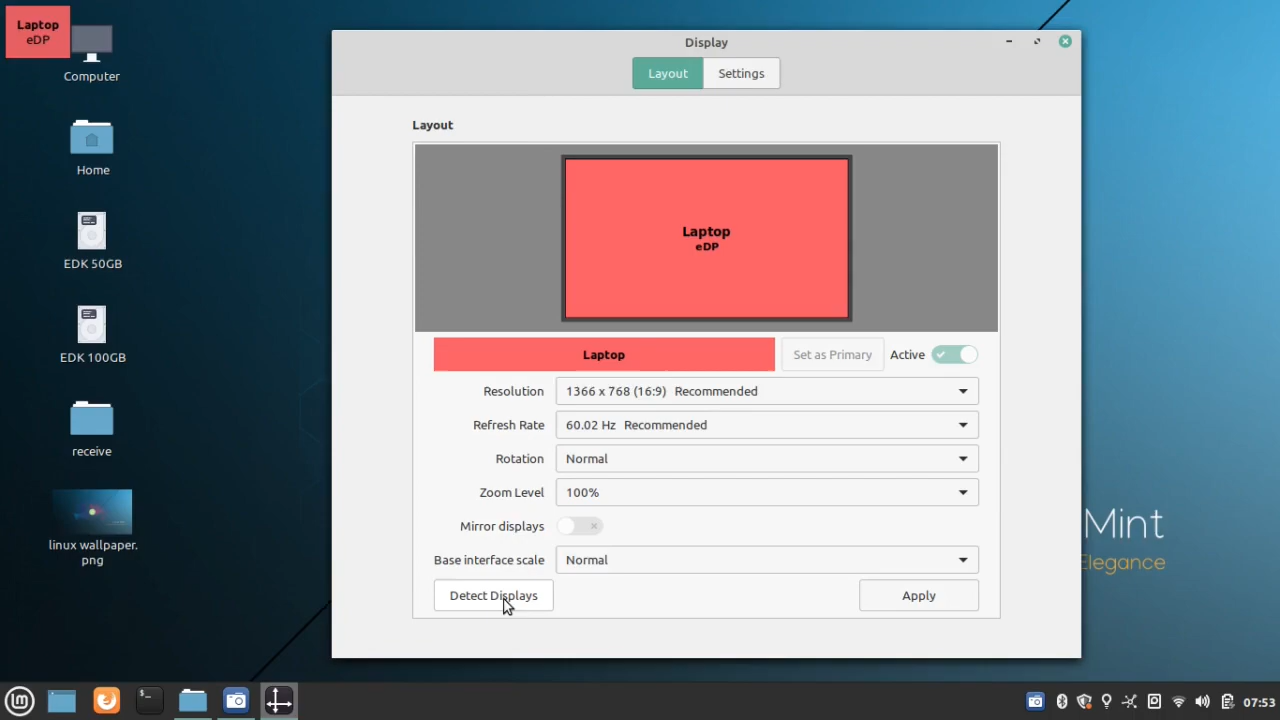 Laptop
eDP
Computer
Home
EDK 50GB
EDK 100GB
receive
linux wallpaper.
png
Display
Layout
Settings
Layout
Laptop
eDP
Laptop
Set as Primary
Active
Resolution
1366 x 768 (16:9) Recommended
Refresh Rate
60.02 Hz Recommended
Rotation
Normal
Zoom Level
100%
Mirror displays
Base interface scale
Normal
Detect Displays
Apply
Mint
Elegance
07:53